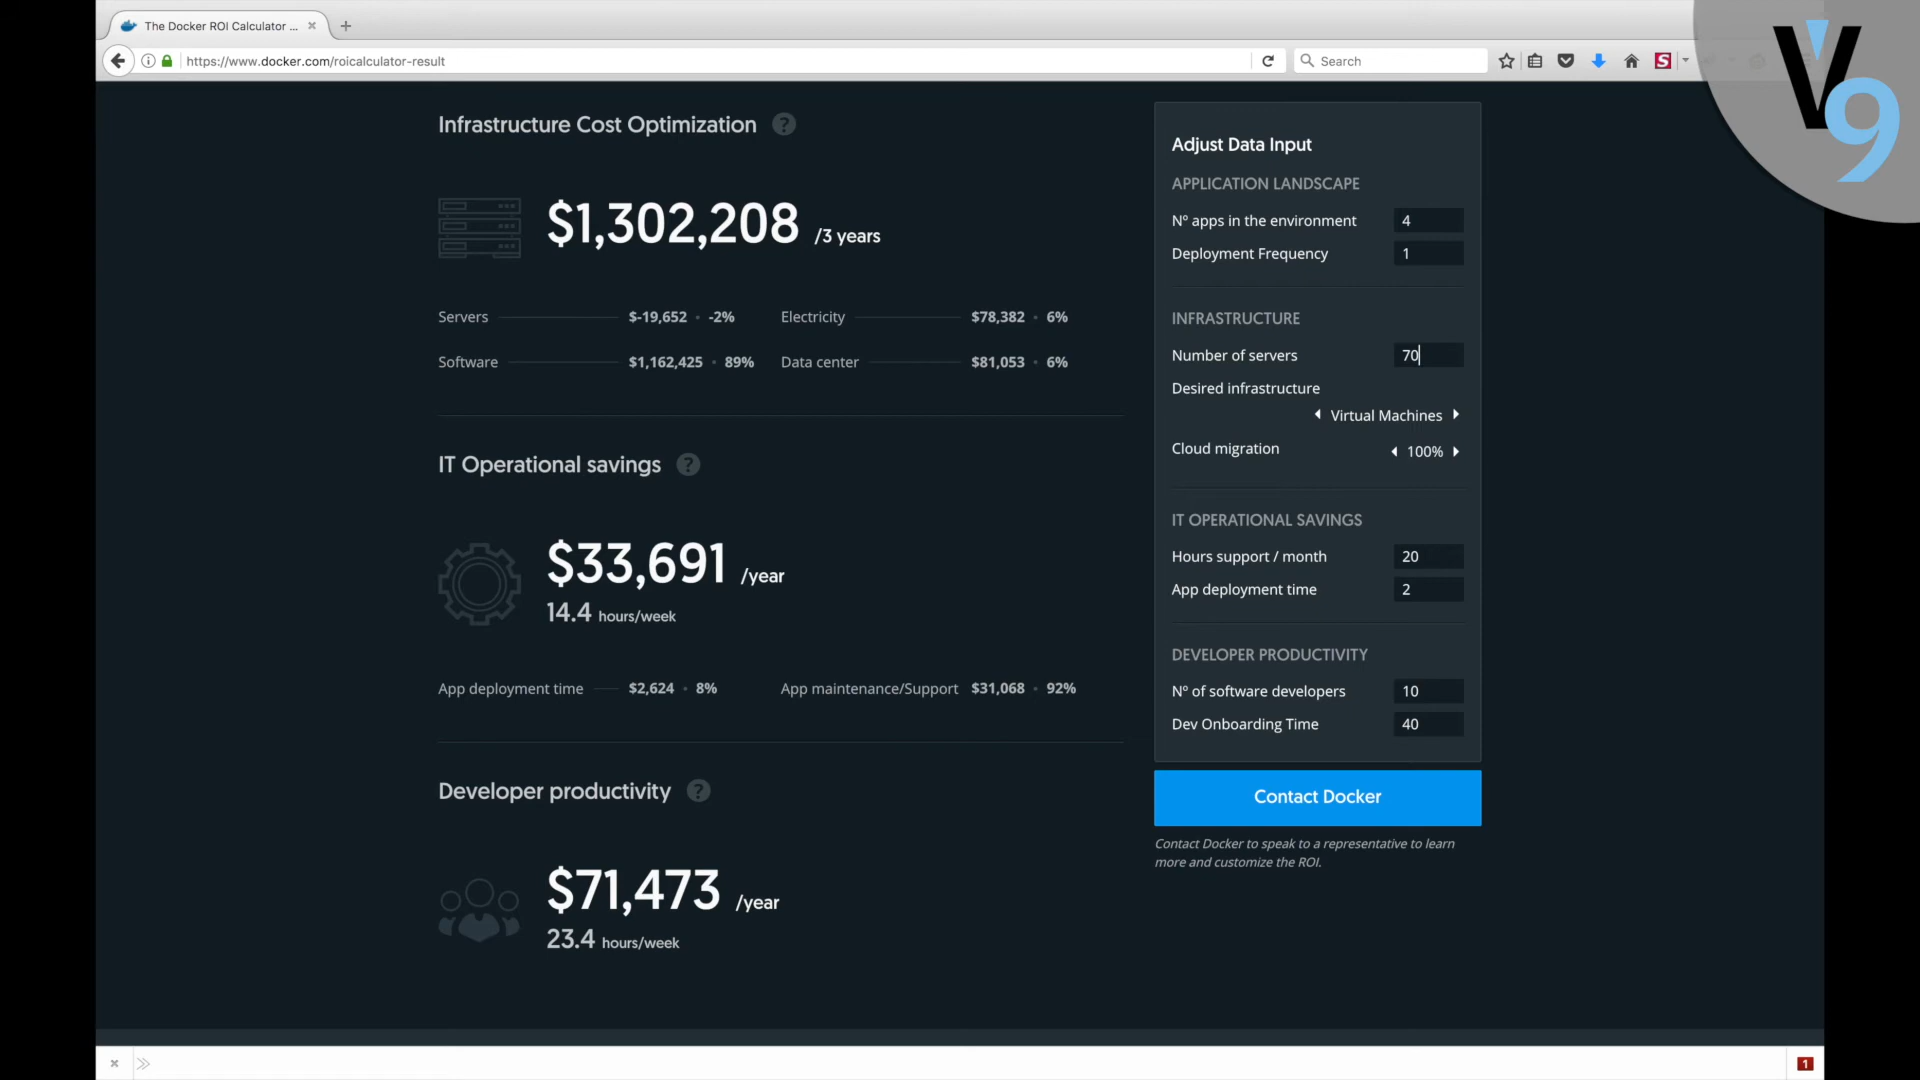 The Docker ROI Calculator ...
https://www.docker.com/roicalculator-result
Search
V9
Infrastructure Cost Optimization ?
$1,302,208 /3 years
Servers $-19,652 • -2% Electricity $78,382 • 6%
Software $1,162,425 • 89% Data center $81,053 • 6%
IT Operational savings ?
$33,691 /year
14.4 hours/week
App deployment time $2,624 • 8% App maintenance/Support $31,068 • 92%
Developer productivity ?
$71,473 /year
23.4 hours/week
Adjust Data Input
APPLICATION LANDSCAPE
Nº apps in the environment 4
Deployment Frequency 1
INFRASTRUCTURE
Number of servers 70
Desired infrastructure
Virtual Machines
Cloud migration 100%
IT OPERATIONAL SAVINGS
Hours support / month 20
App deployment time 2
DEVELOPER PRODUCTIVITY
Nº of software developers 10
Dev Onboarding Time 40
Contact Docker
Contact Docker to speak to a representative to learn
more and customize the ROI.
1